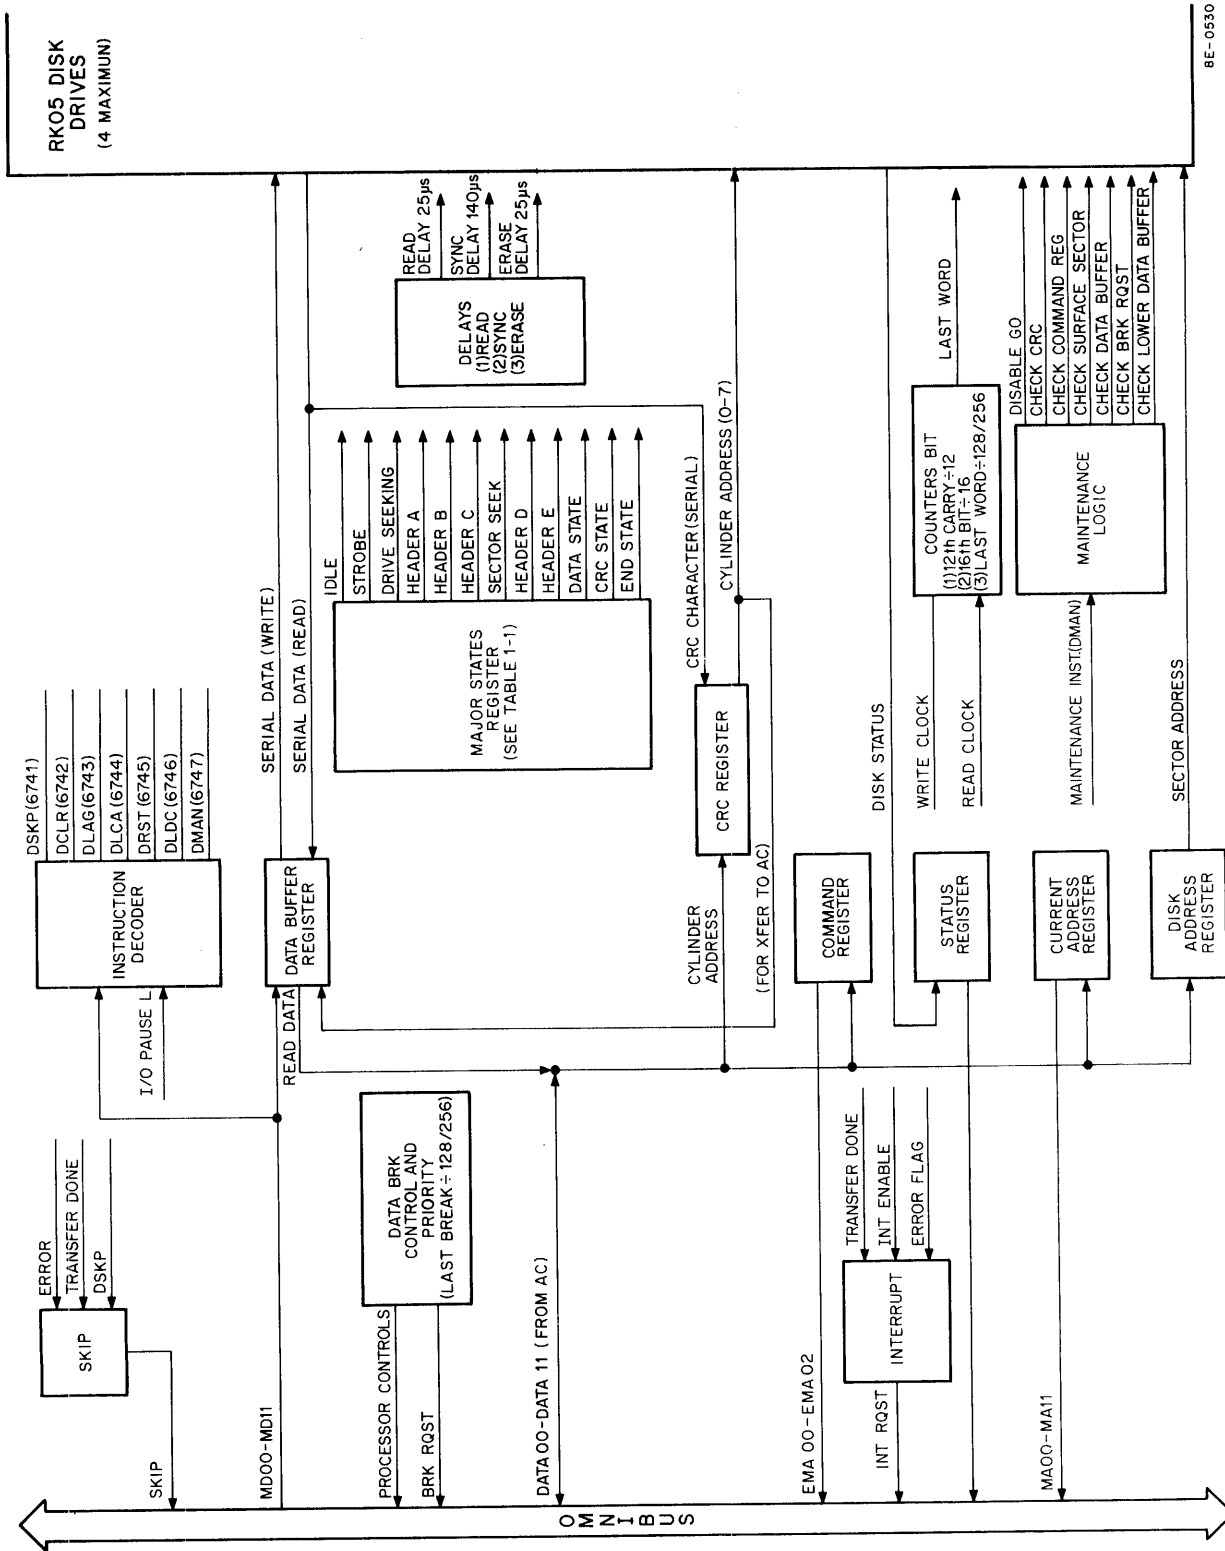 RK05 DISK
DRIVES
(4 MAXIMUN)
8E-0530
DSKP(6741)
DCLR(6742)
DLAG(6743)
DLCA(6744)
DRST(6745)
DLDC(6746)
DMAN(6747)
INSTRUCTION
DECODER
I/O PAUSE L
ERROR
TRANSFER DONE
DSKP
SKIP
SKIP
MD00-MD11
SERIAL DATA (WRITE)
SERIAL DATA (READ)
DATA BUFFER
REGISTER
READ DATA
READ
DELAY 25µs
SYNC
DELAY 140µs
ERASE
DELAY 25µs
DELAYS
(1)READ
(2)SYNC
(3)ERASE
IDLE
STROBE
DRIVE SEEKING
HEADER A
HEADER B
HEADER C
SECTOR SEEK
HEADER D
HEADER E
DATA STATE
CRC STATE
END STATE
MAJOR STATES
REGISTER
(SEE TABLE 1-1)
DATA BRK
CONTROL AND
PRIORITY
(LAST BREAK÷128/256)
PROCESSOR CONTROLS
BRK RQST
DATA 00-DATA 11 (FROM AC)
CRC CHARACTER (SERIAL)
CYLINDER ADDRESS (0-7)
CRC REGISTER
CYLINDER
ADDRESS
(FOR XFER TO AC)
COMMAND
REGISTER
EMA 00-EMA 02
DISK STATUS
STATUS
REGISTER
TRANSFER DONE
INT ENABLE
ERROR FLAG
INTERRUPT
INT RQST
LAST WORD
COUNTERS BIT
(1)12th CARRY÷12
(2)16th BIT÷16
(3)LAST WORD÷128/256
WRITE CLOCK
READ CLOCK
DISABLE GO
CHECK CRC
CHECK COMMAND REG
CHECK SURFACE SECTOR
CHECK DATA BUFFER
CHECK BRK RQST
CHECK LOWER DATA BUFFER
MAINTENANCE
LOGIC
MAINTENANCE INST.(DMAN)
CURRENT
ADDRESS
REGISTER
MA00-MA11
SECTOR ADDRESS
DISK
ADDRESS
REGISTER
OMNIBUS